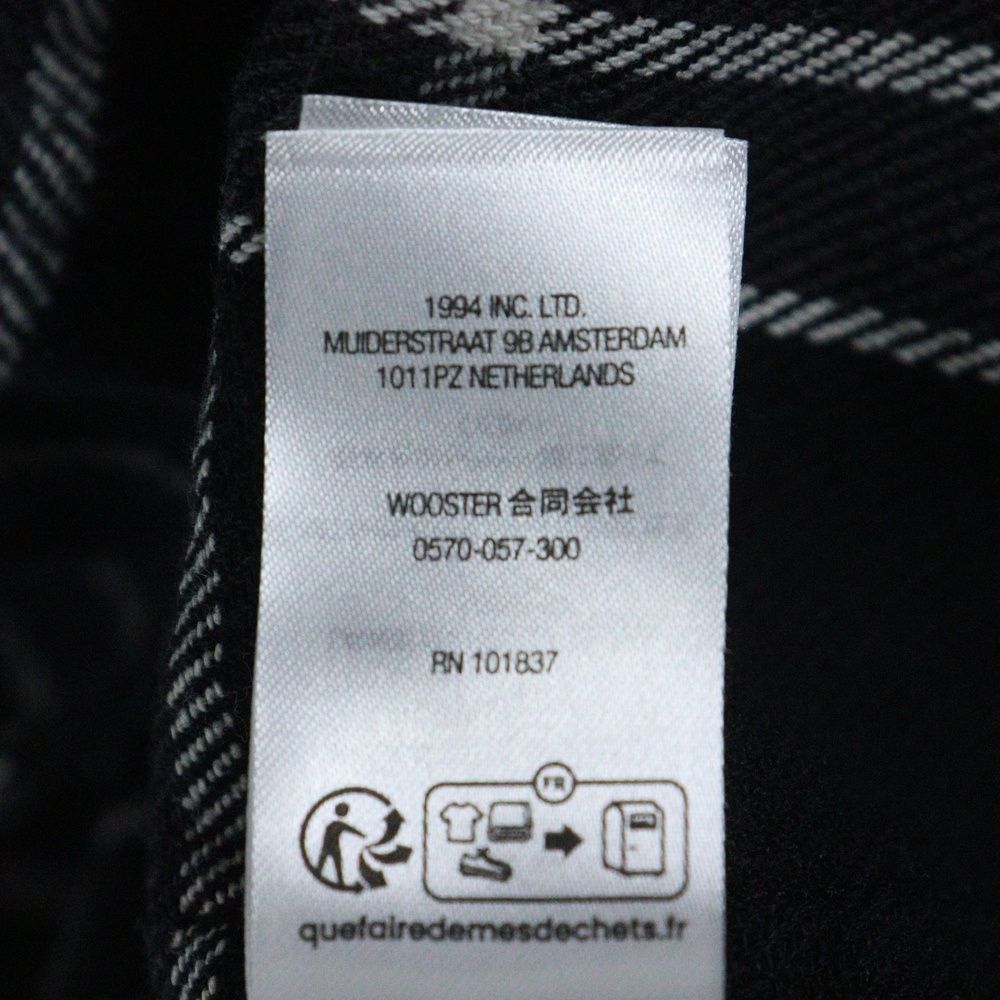 1994 INC. LTD.
MUIDERSTRAAT 9B AMSTERDAM
1011PZ NETHERLANDS
WOOSTER 合同会社
0570-057-300
RN 101837
FR
quefairedemesdechets.fr